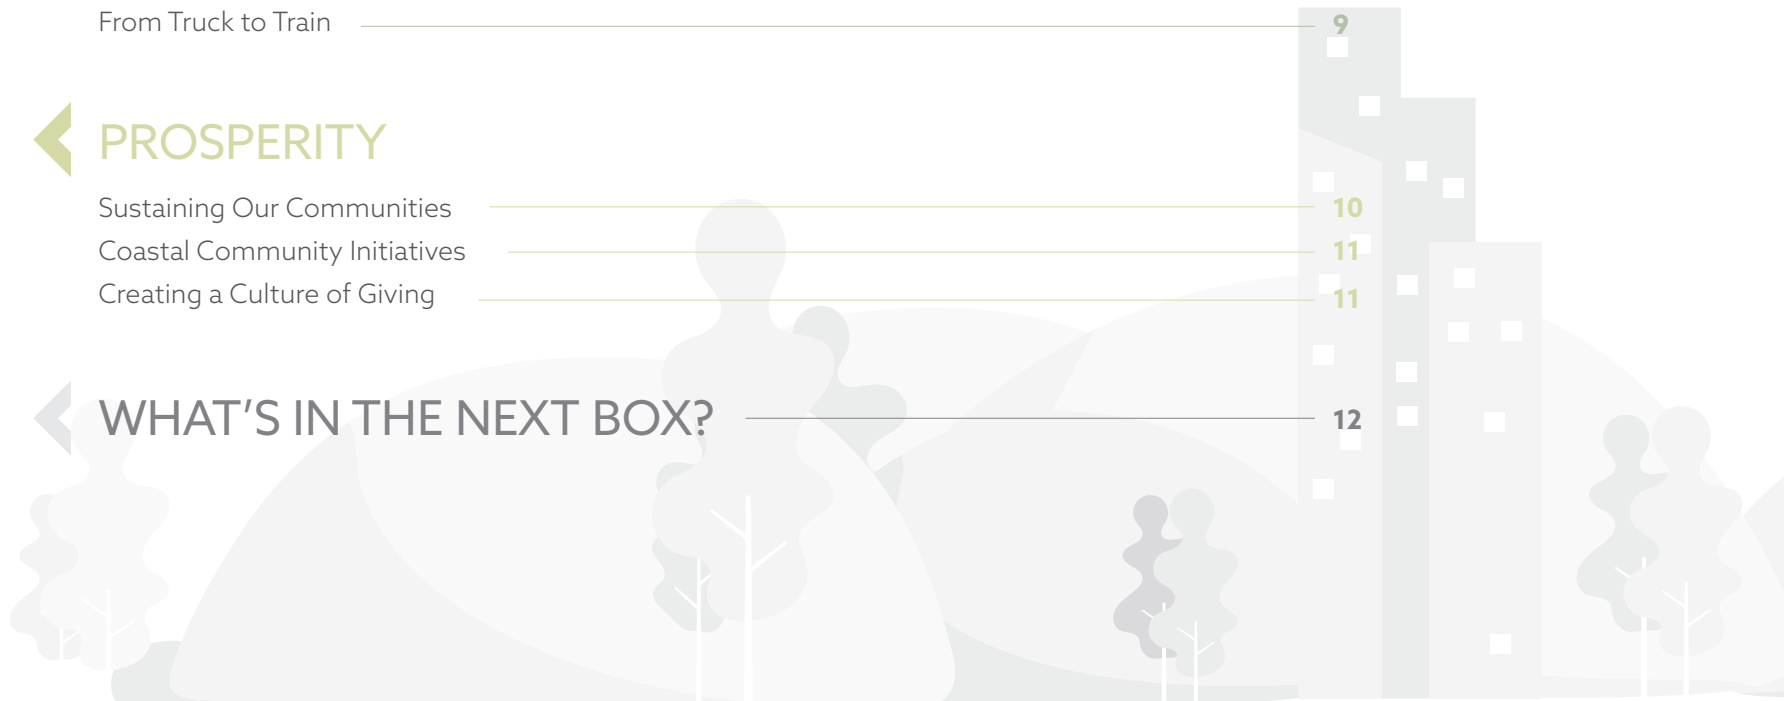 From Truck to Train 9
PROSPERITY
Sustaining Our Communities 10
Coastal Community Initiatives 11
Creating a Culture of Giving 11
WHAT'S IN THE NEXT BOX? 12